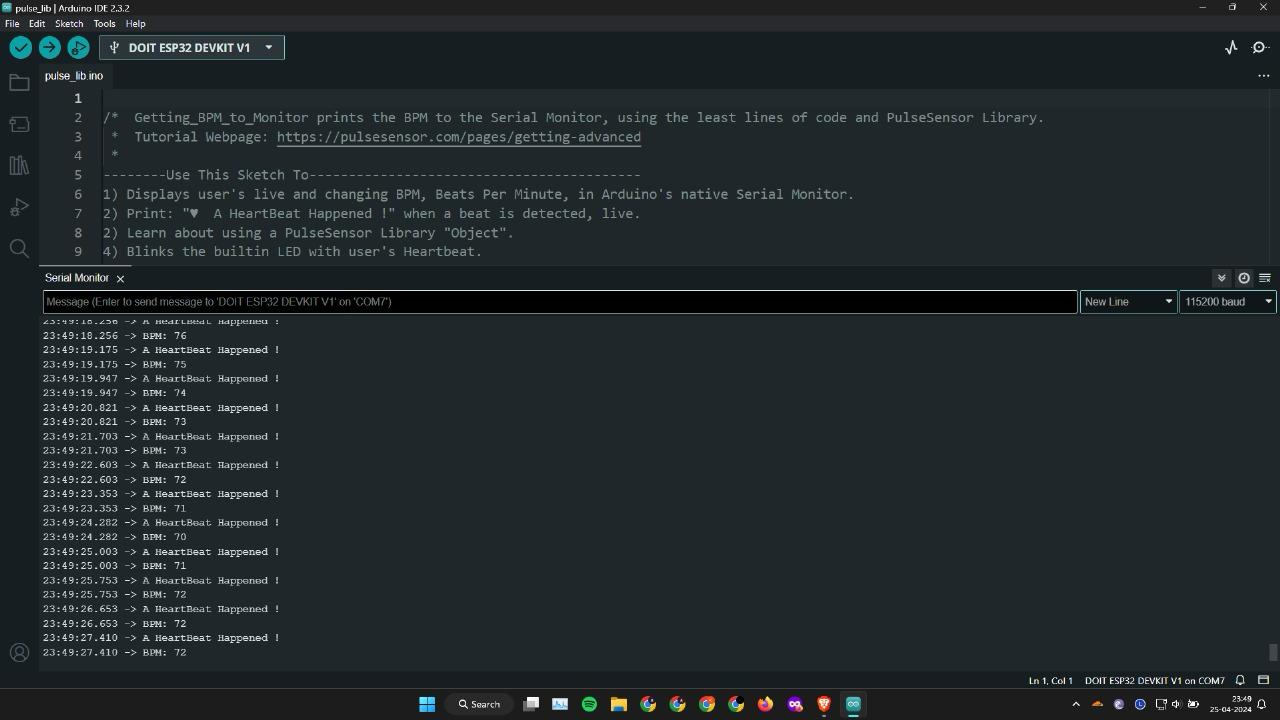 pulse_lib | Arduino IDE 2.3.2
File Edit Sketch Tools Help
DOIT ESP32 DEVKIT V1
pulse_lib.ino
1
2 /* Getting_BPM_to_Monitor prints the BPM to the Serial Monitor, using the least lines of code and PulseSensor Library.
3 * Tutorial Webpage: https://pulsesensor.com/pages/getting-advanced
4 *
5 --------Use This Sketch To------------------------------------------
6 1) Displays user's live and changing BPM, Beats Per Minute, in Arduino's native Serial Monitor.
7 2) Print: "♥ A HeartBeat Happened !" when a beat is detected, live.
8 2) Learn about using a PulseSensor Library "Object".
9 4) Blinks the builtin LED with user's Heartbeat.
Serial Monitor
Message (Enter to send message to 'DOIT ESP32 DEVKIT V1' on 'COM7') New Line 115200 baud
23:49:18.256 -> A HeartBeat Happened !
23:49:18.256 -> BPM: 76
23:49:19.175 -> A HeartBeat Happened !
23:49:19.175 -> BPM: 75
23:49:19.947 -> A HeartBeat Happened !
23:49:19.947 -> BPM: 74
23:49:20.821 -> A HeartBeat Happened !
23:49:20.821 -> BPM: 73
23:49:21.703 -> A HeartBeat Happened !
23:49:21.703 -> BPM: 73
23:49:22.603 -> A HeartBeat Happened !
23:49:22.603 -> BPM: 72
23:49:23.353 -> A HeartBeat Happened !
23:49:23.353 -> BPM: 71
23:49:24.282 -> A HeartBeat Happened !
23:49:24.282 -> BPM: 70
23:49:25.003 -> A HeartBeat Happened !
23:49:25.003 -> BPM: 71
23:49:25.753 -> A HeartBeat Happened !
23:49:25.753 -> BPM: 72
23:49:26.653 -> A HeartBeat Happened !
23:49:26.653 -> BPM: 72
23:49:27.410 -> A HeartBeat Happened !
23:49:27.410 -> BPM: 72
Ln 1, Col 1 DOIT ESP32 DEVKIT V1 on COM7
Search
23:49
25-04-2024